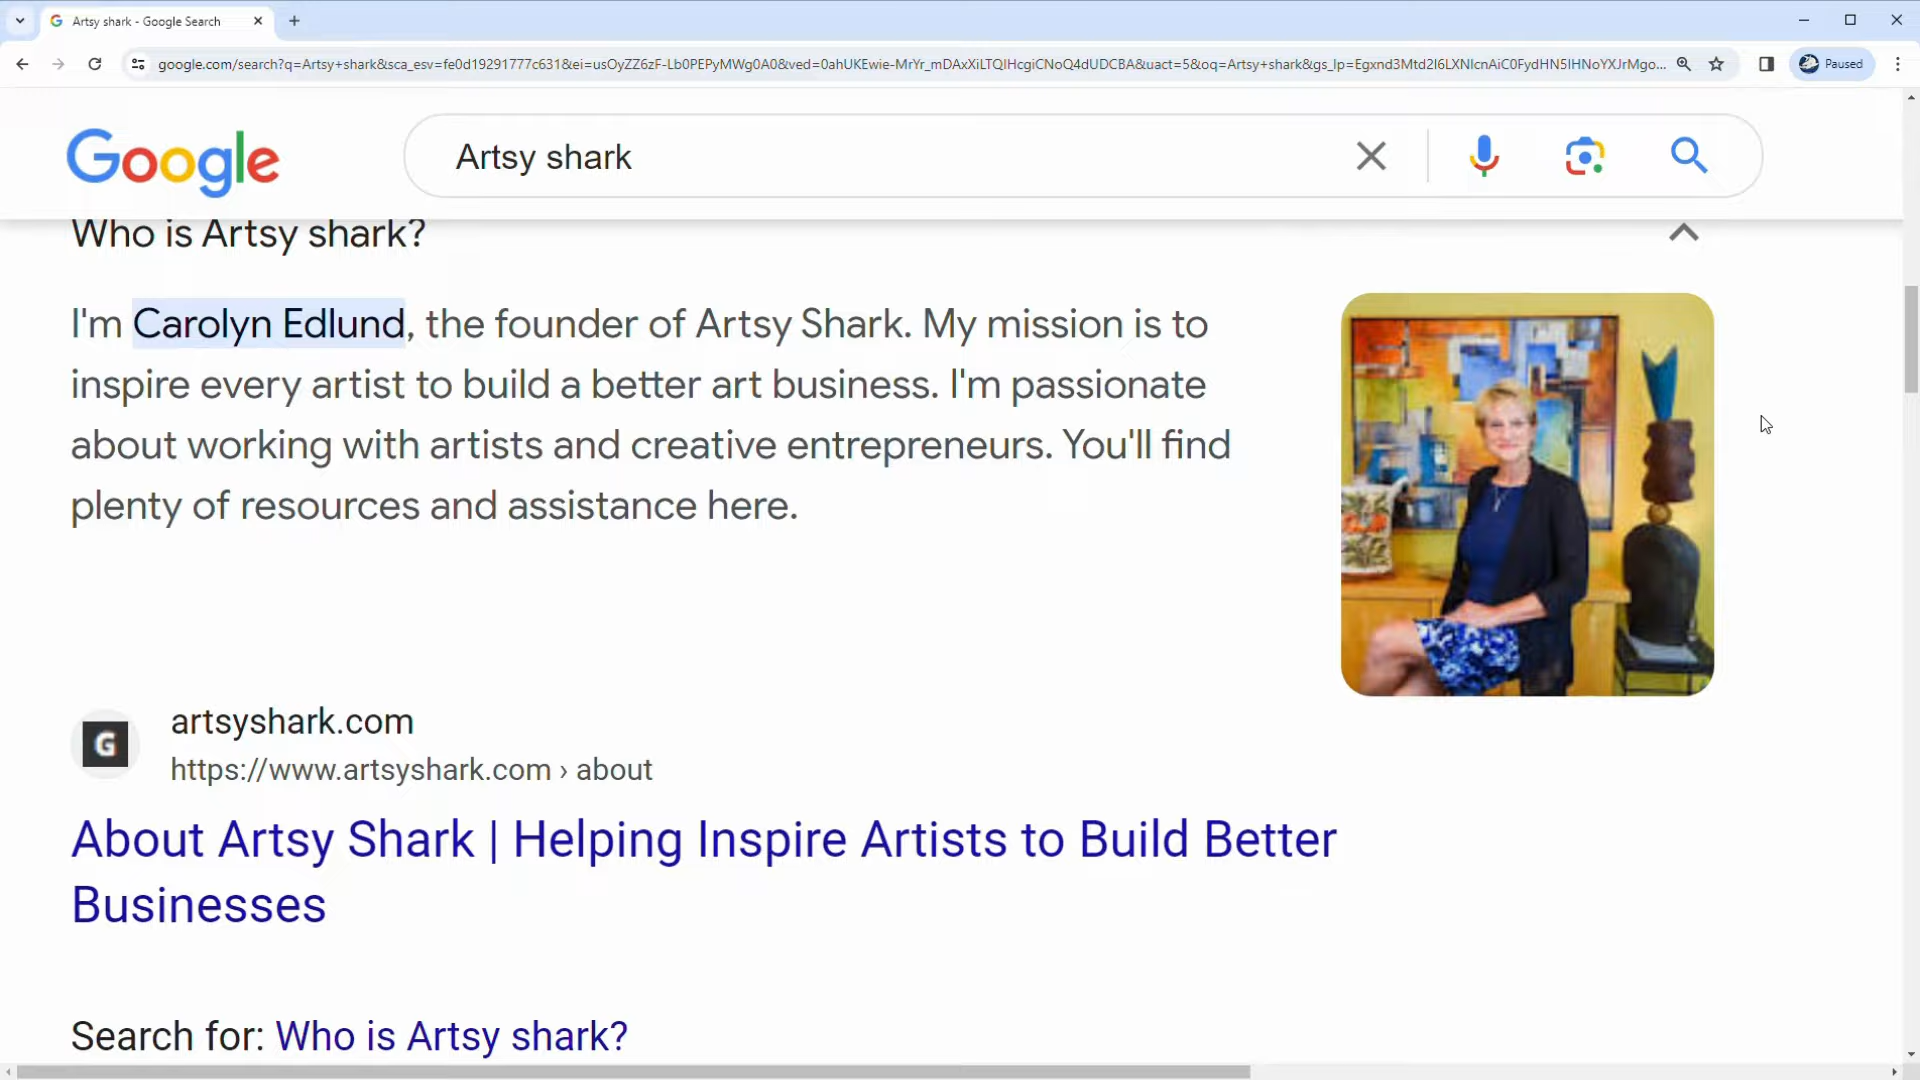 Artsy shark - Google Search
google.com/search?q=Artsy+shark&sca_esv=fe0d19291777c631&ei=usOyZZ6zF-Lb0PEPyMWg0A0&ved=0ahUKEwie-MrYr_mDAxXiLTQIHcgiCNoQ4dUDCBA&uact=5&oq=Artsy+shark&gs_lp=Egxnd3Mtd2l6LXNlcnAiC0FydHN5IHNoYXJrMgo...
Paused
Google
Artsy shark
Who is Artsy shark?
I'm Carolyn Edlund, the founder of Artsy Shark. My mission is to
inspire every artist to build a better art business. I'm passionate
about working with artists and creative entrepreneurs. You'll find
plenty of resources and assistance here.
G
artsyshark.com
https://www.artsyshark.com › about
About Artsy Shark | Helping Inspire Artists to Build Better
Businesses
Search for: Who is Artsy shark?